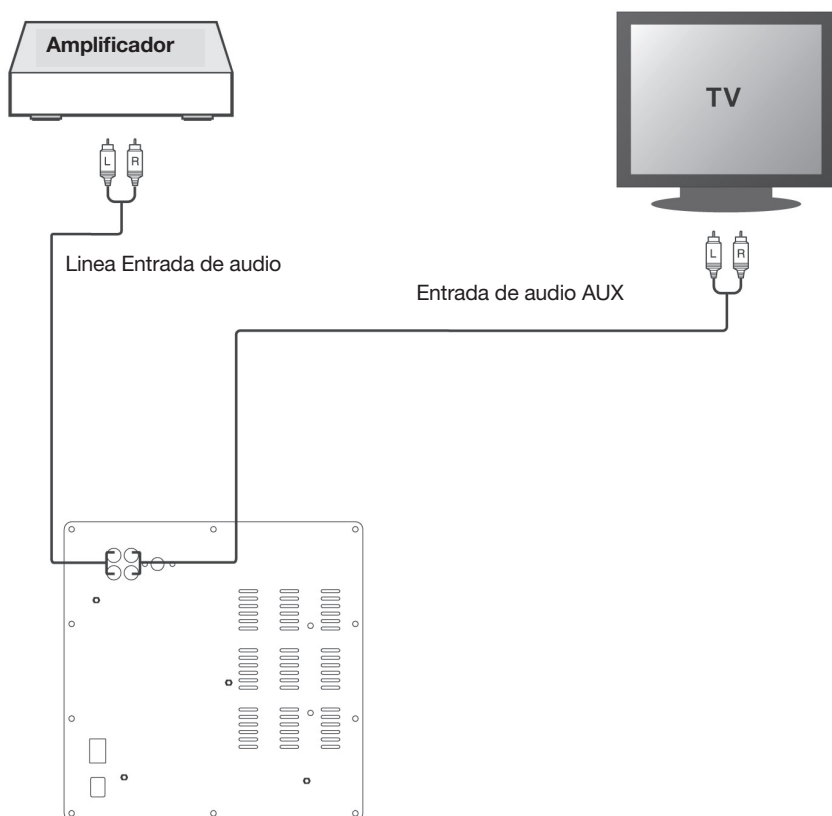 Amplificador
TV
L R
Linea Entrada de audio
L R
Entrada de audio AUX